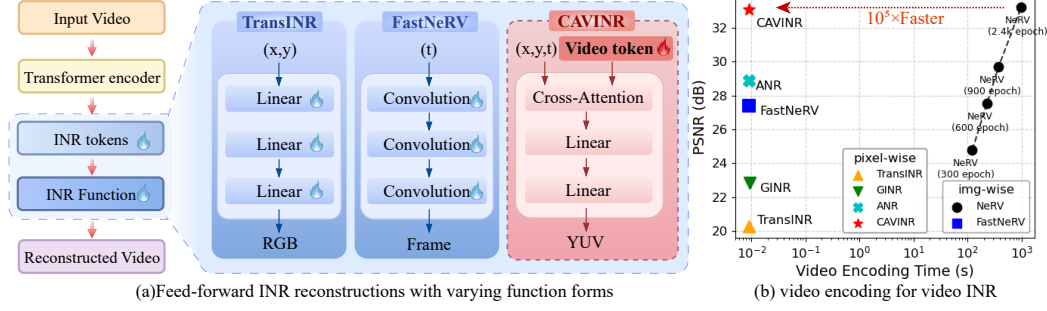 Input Video
Transformer encoder
INR tokens
INR Function
Reconstructed Video
TransINR
(x,y)
Linear
Linear
Linear
RGB
FastNeRV
(t)
Convolution
Convolution
Convolution
Frame
CAVINR
(x,y,t) Video token
Cross-Attention
Linear
Linear
YUV
(a)Feed-forward INR reconstructions with varying function forms
PSNR (dB)
32
30
28
26
24
22
20
CAVINR
10⁵×Faster
NeRV
(2.4k epoch)
ANR
FastNeRV
NeRV
(900 epoch)
NeRV
(600 epoch)
NeRV
(300 epoch)
GINR
TransINR
pixel-wise
TransINR
GINR
ANR
CAVINR
img-wise
NeRV
FastNeRV
10⁻² 10⁻¹ 10⁰ 10¹ 10² 10³
Video Encoding Time (s)
(b) video encoding for video INR